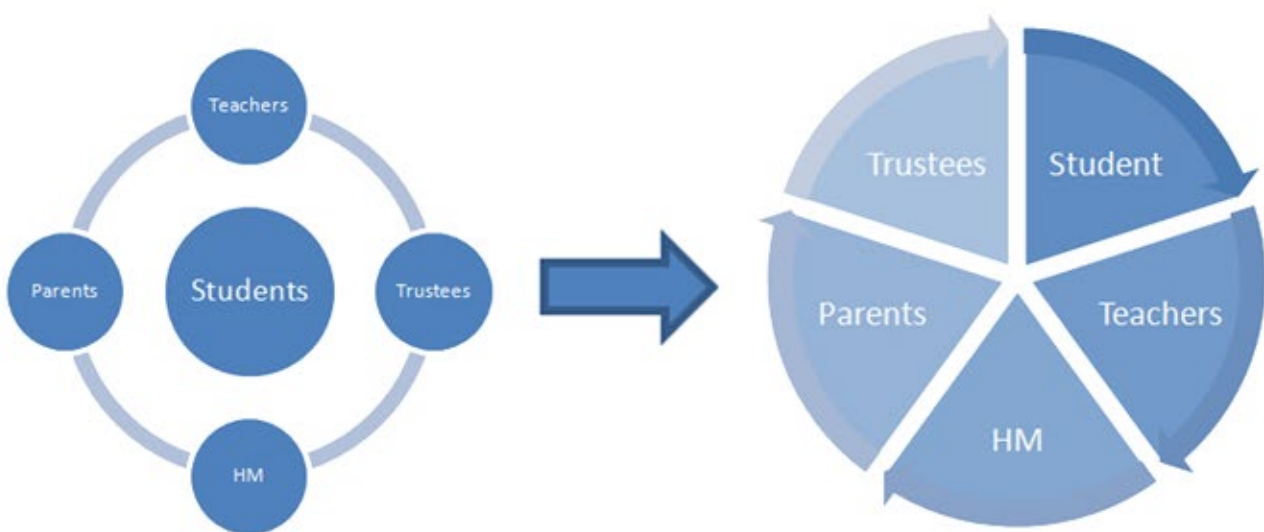 Teachers
Parents
Students
Trustees
HM
Trustees
Student
Parents
Teachers
HM